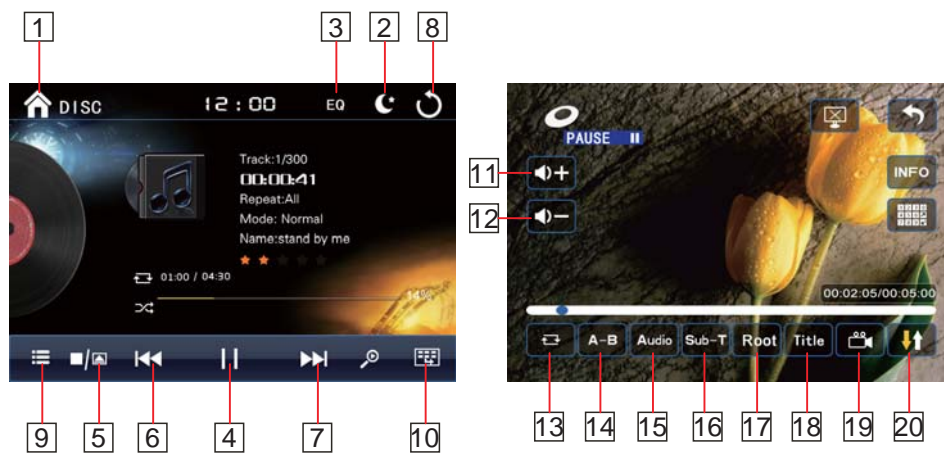 1 3 2 8
DISC 12:00 EQ
Track:1/300
00:00:41
Repeat:All
Mode: Normal
Name:stand by me
01:00 / 04:30
14%
9 5 6 4 7 10
PAUSE
11
INFO
12
00:02:05/00:05:00
A-B Audio Sub-T Root Title
13 14 15 16 17 18 19 20